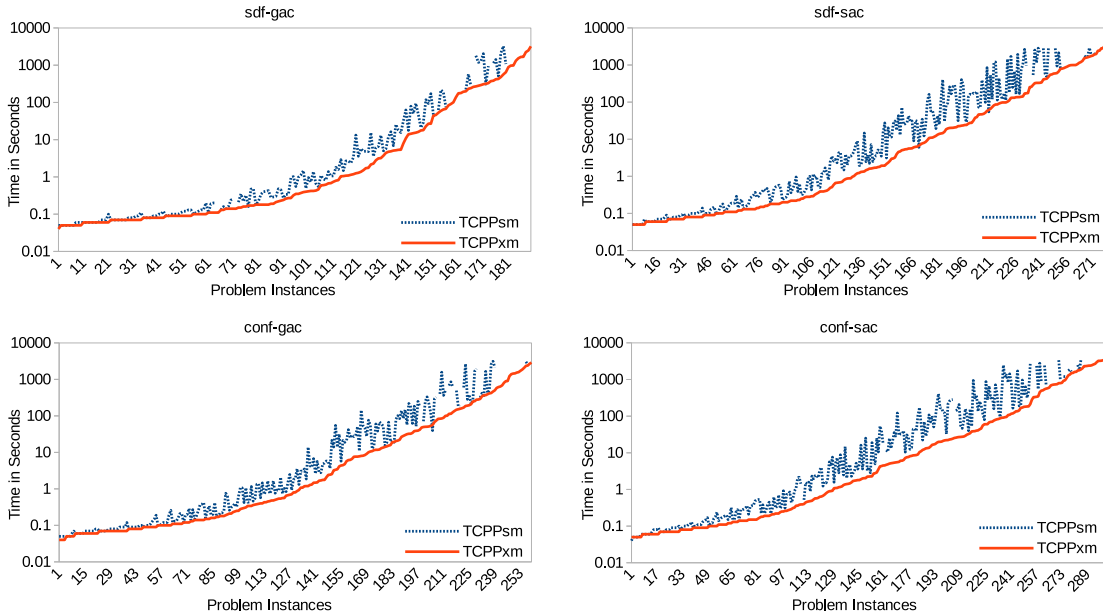 sdf-gac
10000
1000
100
10
1
0.1
0.01
Time in Seconds
TCPPsm
TCPPxm
1 11 21 31 41 51 61 71 81 91 101 111 121 131 141 151 161 171 181
Problem Instances
sdf-sac
10000
1000
100
10
1
0.1
0.01
Time in Seconds
TCPPsm
TCPPxm
1 16 31 46 61 76 91 106 121 136 151 166 181 196 211 226 241 256 271
Problem Instances
conf-gac
10000
1000
100
10
1
0.1
0.01
Time in Seconds
TCPPsm
TCPPxm
1 15 29 43 57 71 85 99 113 127 141 155 169 183 197 211 225 239 253
Problem Instances
conf-sac
10000
1000
100
10
1
0.1
0.01
Time in Seconds
TCPPsm
TCPPxm
1 17 33 49 65 81 97 113 129 145 161 177 193 209 225 241 257 273 289
Problem Instances